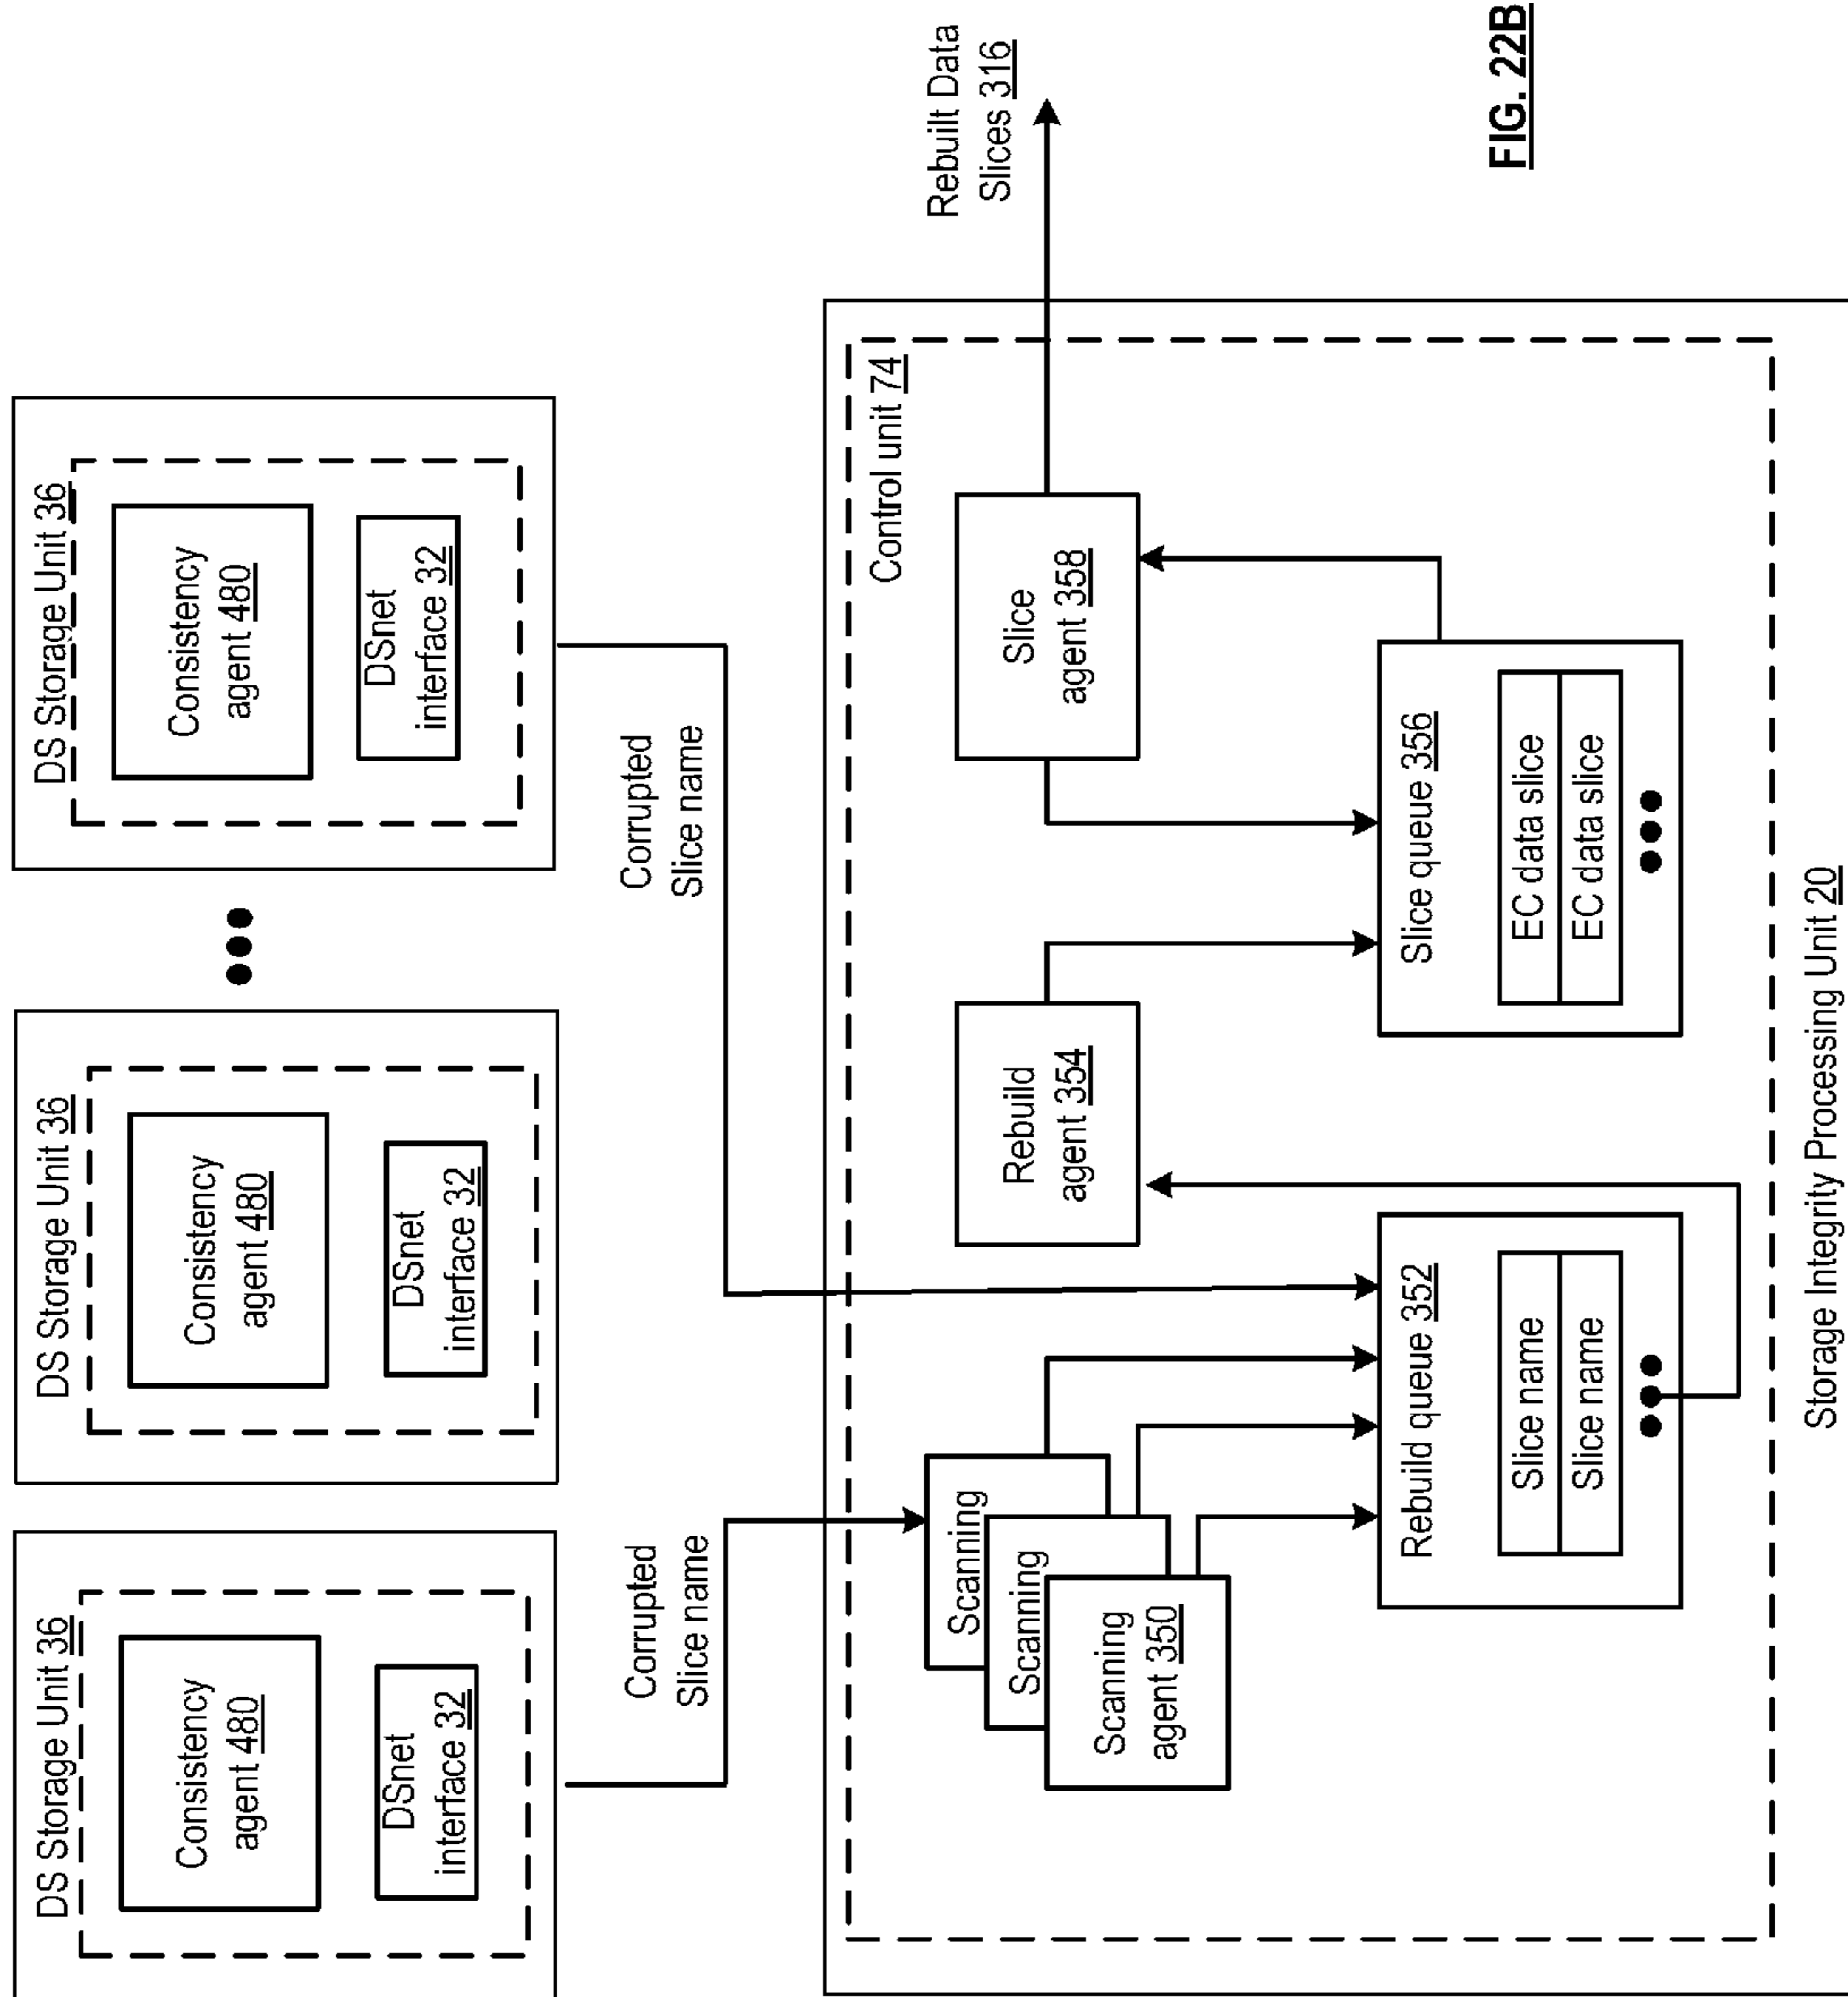 DS Storage Unit 36
Consistency
agent 480
DSnet
interface 32
DS Storage Unit 36
Consistency
agent 480
DSnet
interface 32
DS Storage Unit 36
Consistency
agent 480
DSnet
interface 32
Corrupted
Slice name
Corrupted
Slice name
Control unit 74
Scanning
Scanning
Scanning
agent 350
Rebuild
agent 354
Slice
agent 358
Rebuilt Data
Slices 316
Rebuild queue 352
Slice name
Slice name
Slice queue 356
EC data slice
EC data slice
Storage Integrity Processing Unit 20
FIG. 22B